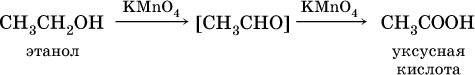 KMnO₄ KMnO₄
CH₃CH₂OH ⟶ [CH₃CHO] ⟶ CH₃COOH
этанол уксусная
кислота